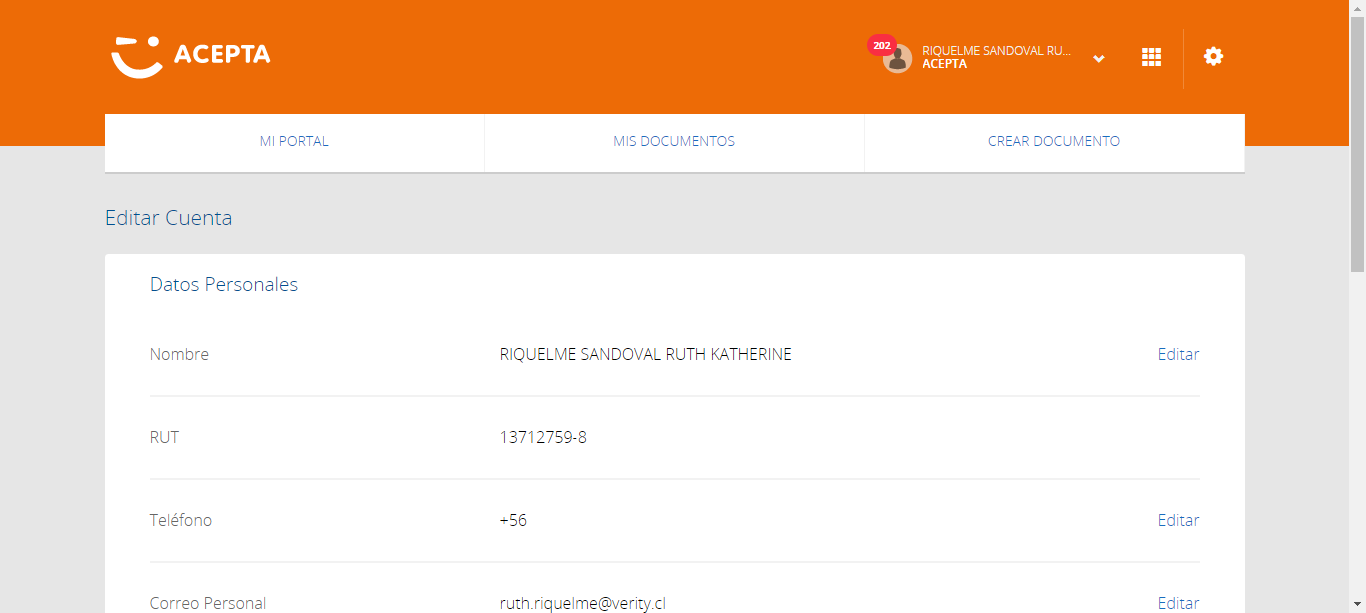 ACEPTA
202
RIQUELME SANDOVAL RU...
ACEPTA
MI PORTAL
MIS DOCUMENTOS
CREAR DOCUMENTO
Editar Cuenta
Datos Personales
Nombre RIQUELME SANDOVAL RUTH KATHERINE Editar
RUT 13712759-8
Teléfono +56 Editar
Correo Personal ruth.riquelme@verity.cl Editar